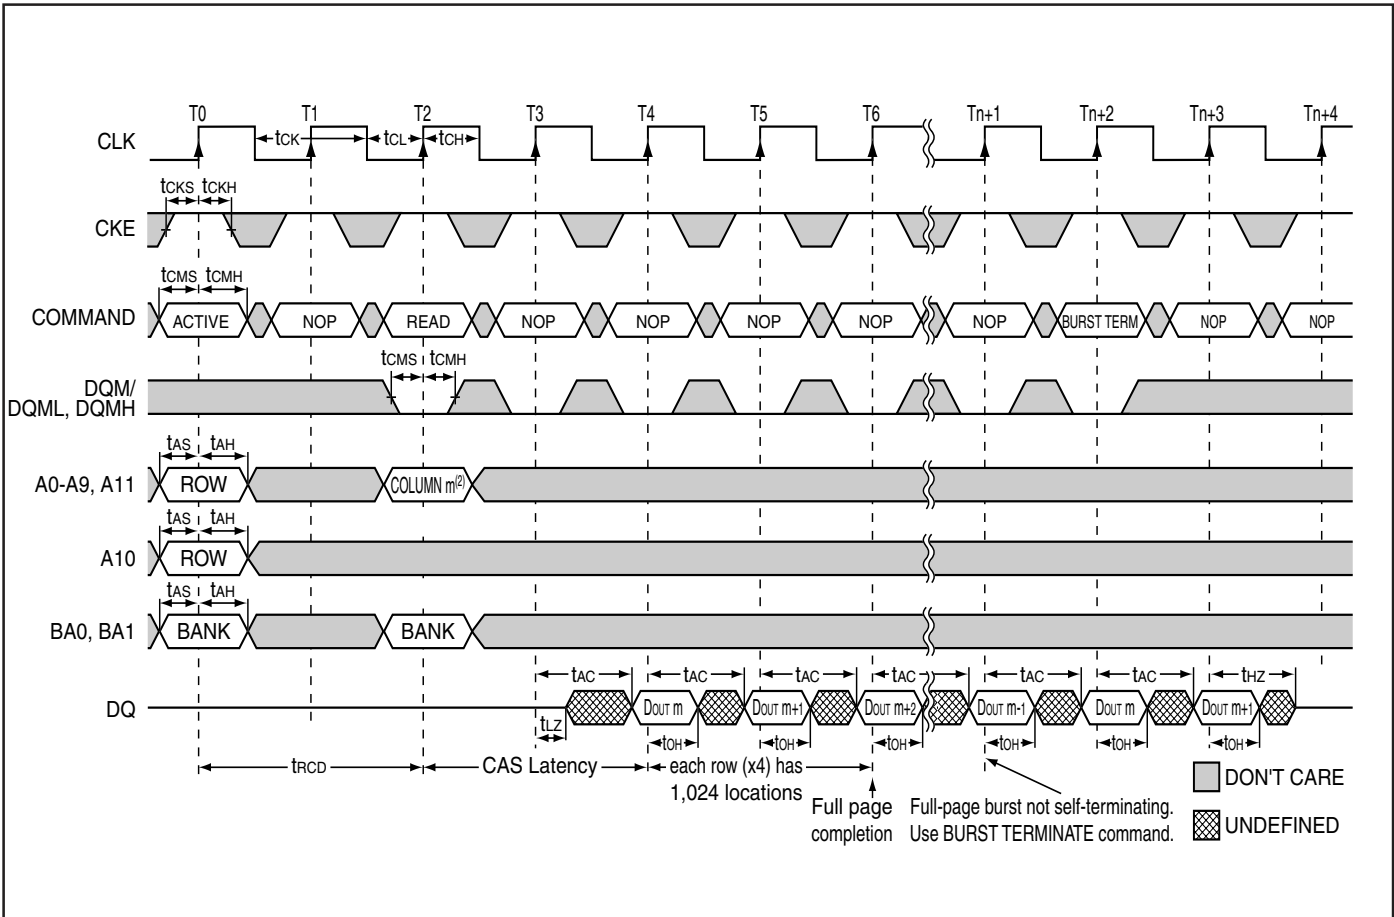 T0 T1 T2 T3 T4 T5 T6 Tn+1 Tn+2 Tn+3 Tn+4
CLK tCK tCL tCH
tCKS tCKH
CKE
tCMS tCMH
COMMAND ACTIVE NOP READ NOP NOP NOP NOP NOP BURST TERM NOP NOP
tCMS tCMH
DQM/
DQML, DQMH
tAS tAH
A0-A9, A11 ROW COLUMN m(2)
tAS tAH
A10 ROW
tAS tAH
BA0, BA1 BANK BANK
tAC tAC tAC tAC tAC tAC tHZ
DQ DOUT m DOUT m+1 DOUT m+2 DOUT m-1 DOUT m DOUT m+1
tLZ tOH tOH tOH tOH tOH tOH
tRCD CAS Latency each row (x4) has
1,024 locations
Full page
completion
Full-page burst not self-terminating.
Use BURST TERMINATE command.
DON'T CARE
UNDEFINED